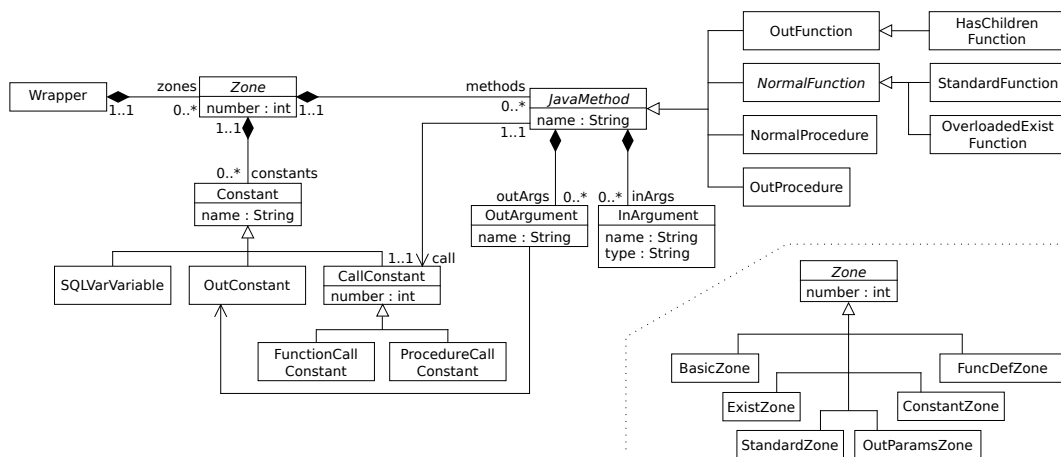 OutFunction
HasChildren
Function
Wrapper
zones
1..1
0..*
Zone
number : int
1..1
1..1
methods
0..*
1..1
JavaMethod
name : String
NormalFunction
StandardFunction
NormalProcedure
OverloadedExist
Function
OutProcedure
0..* constants
Constant
name : String
outArgs
0..*
0..*
inArgs
OutArgument
name : String
InArgument
name : String
type : String
1..1
call
SQLVarVariable
OutConstant
CallConstant
number : int
FunctionCall
Constant
ProcedureCall
Constant
Zone
number : int
BasicZone
FuncDefZone
ExistZone
ConstantZone
StandardZone
OutParamsZone